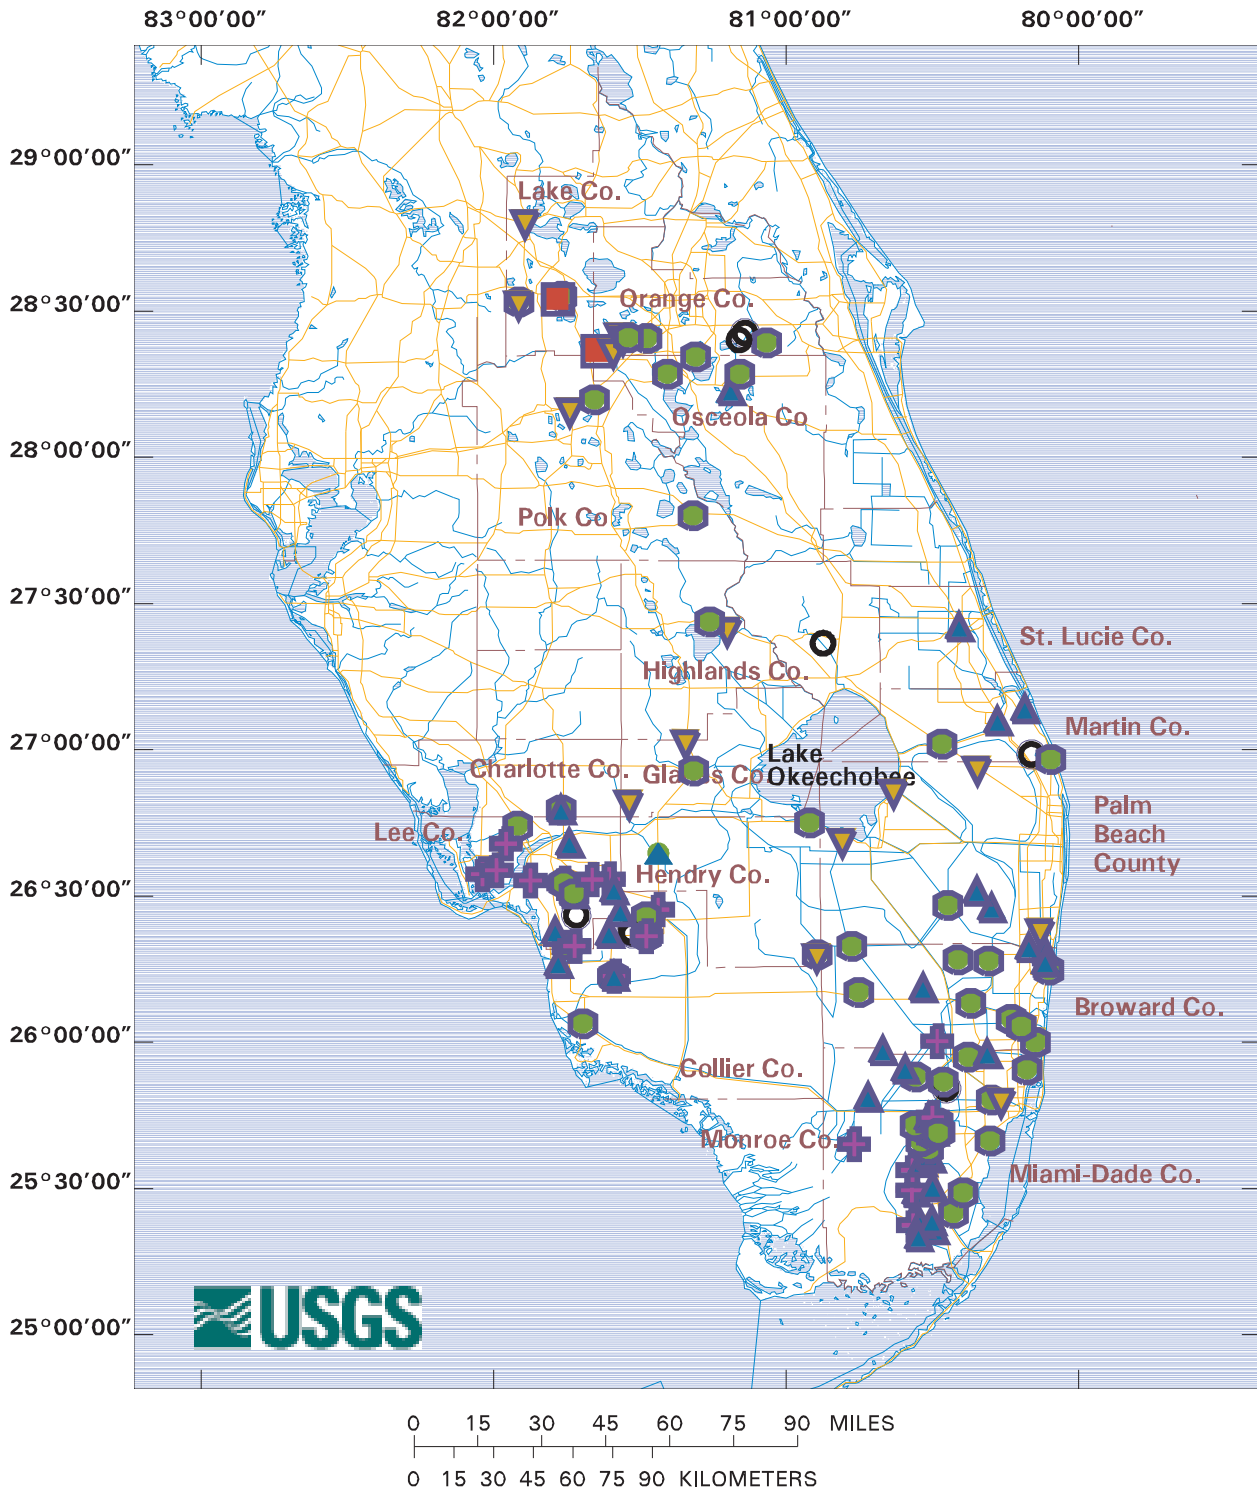 83°00′00″ 82°00′00″ 81°00′00″ 80°00′00″
29°00′00″
Lake Co.
28°30′00″
Orange Co.
Osceola Co
28°00′00″
Polk Co
27°30′00″
St. Lucie Co.
Highlands Co.
27°00′00″
Martin Co.
Lake
Okeechobee
Charlotte Co.
Glades Co
Palm
Beach
County
Lee Co.
26°30′00″
Hendry Co.
Broward Co.
26°00′00″
Collier Co.
Monroe Co.
25°30′00″
Miami-Dade Co.
USGS
25°00′00″
0 15 30 45 60 75 90 MILES
0 15 30 45 60 75 90 KILOMETERS